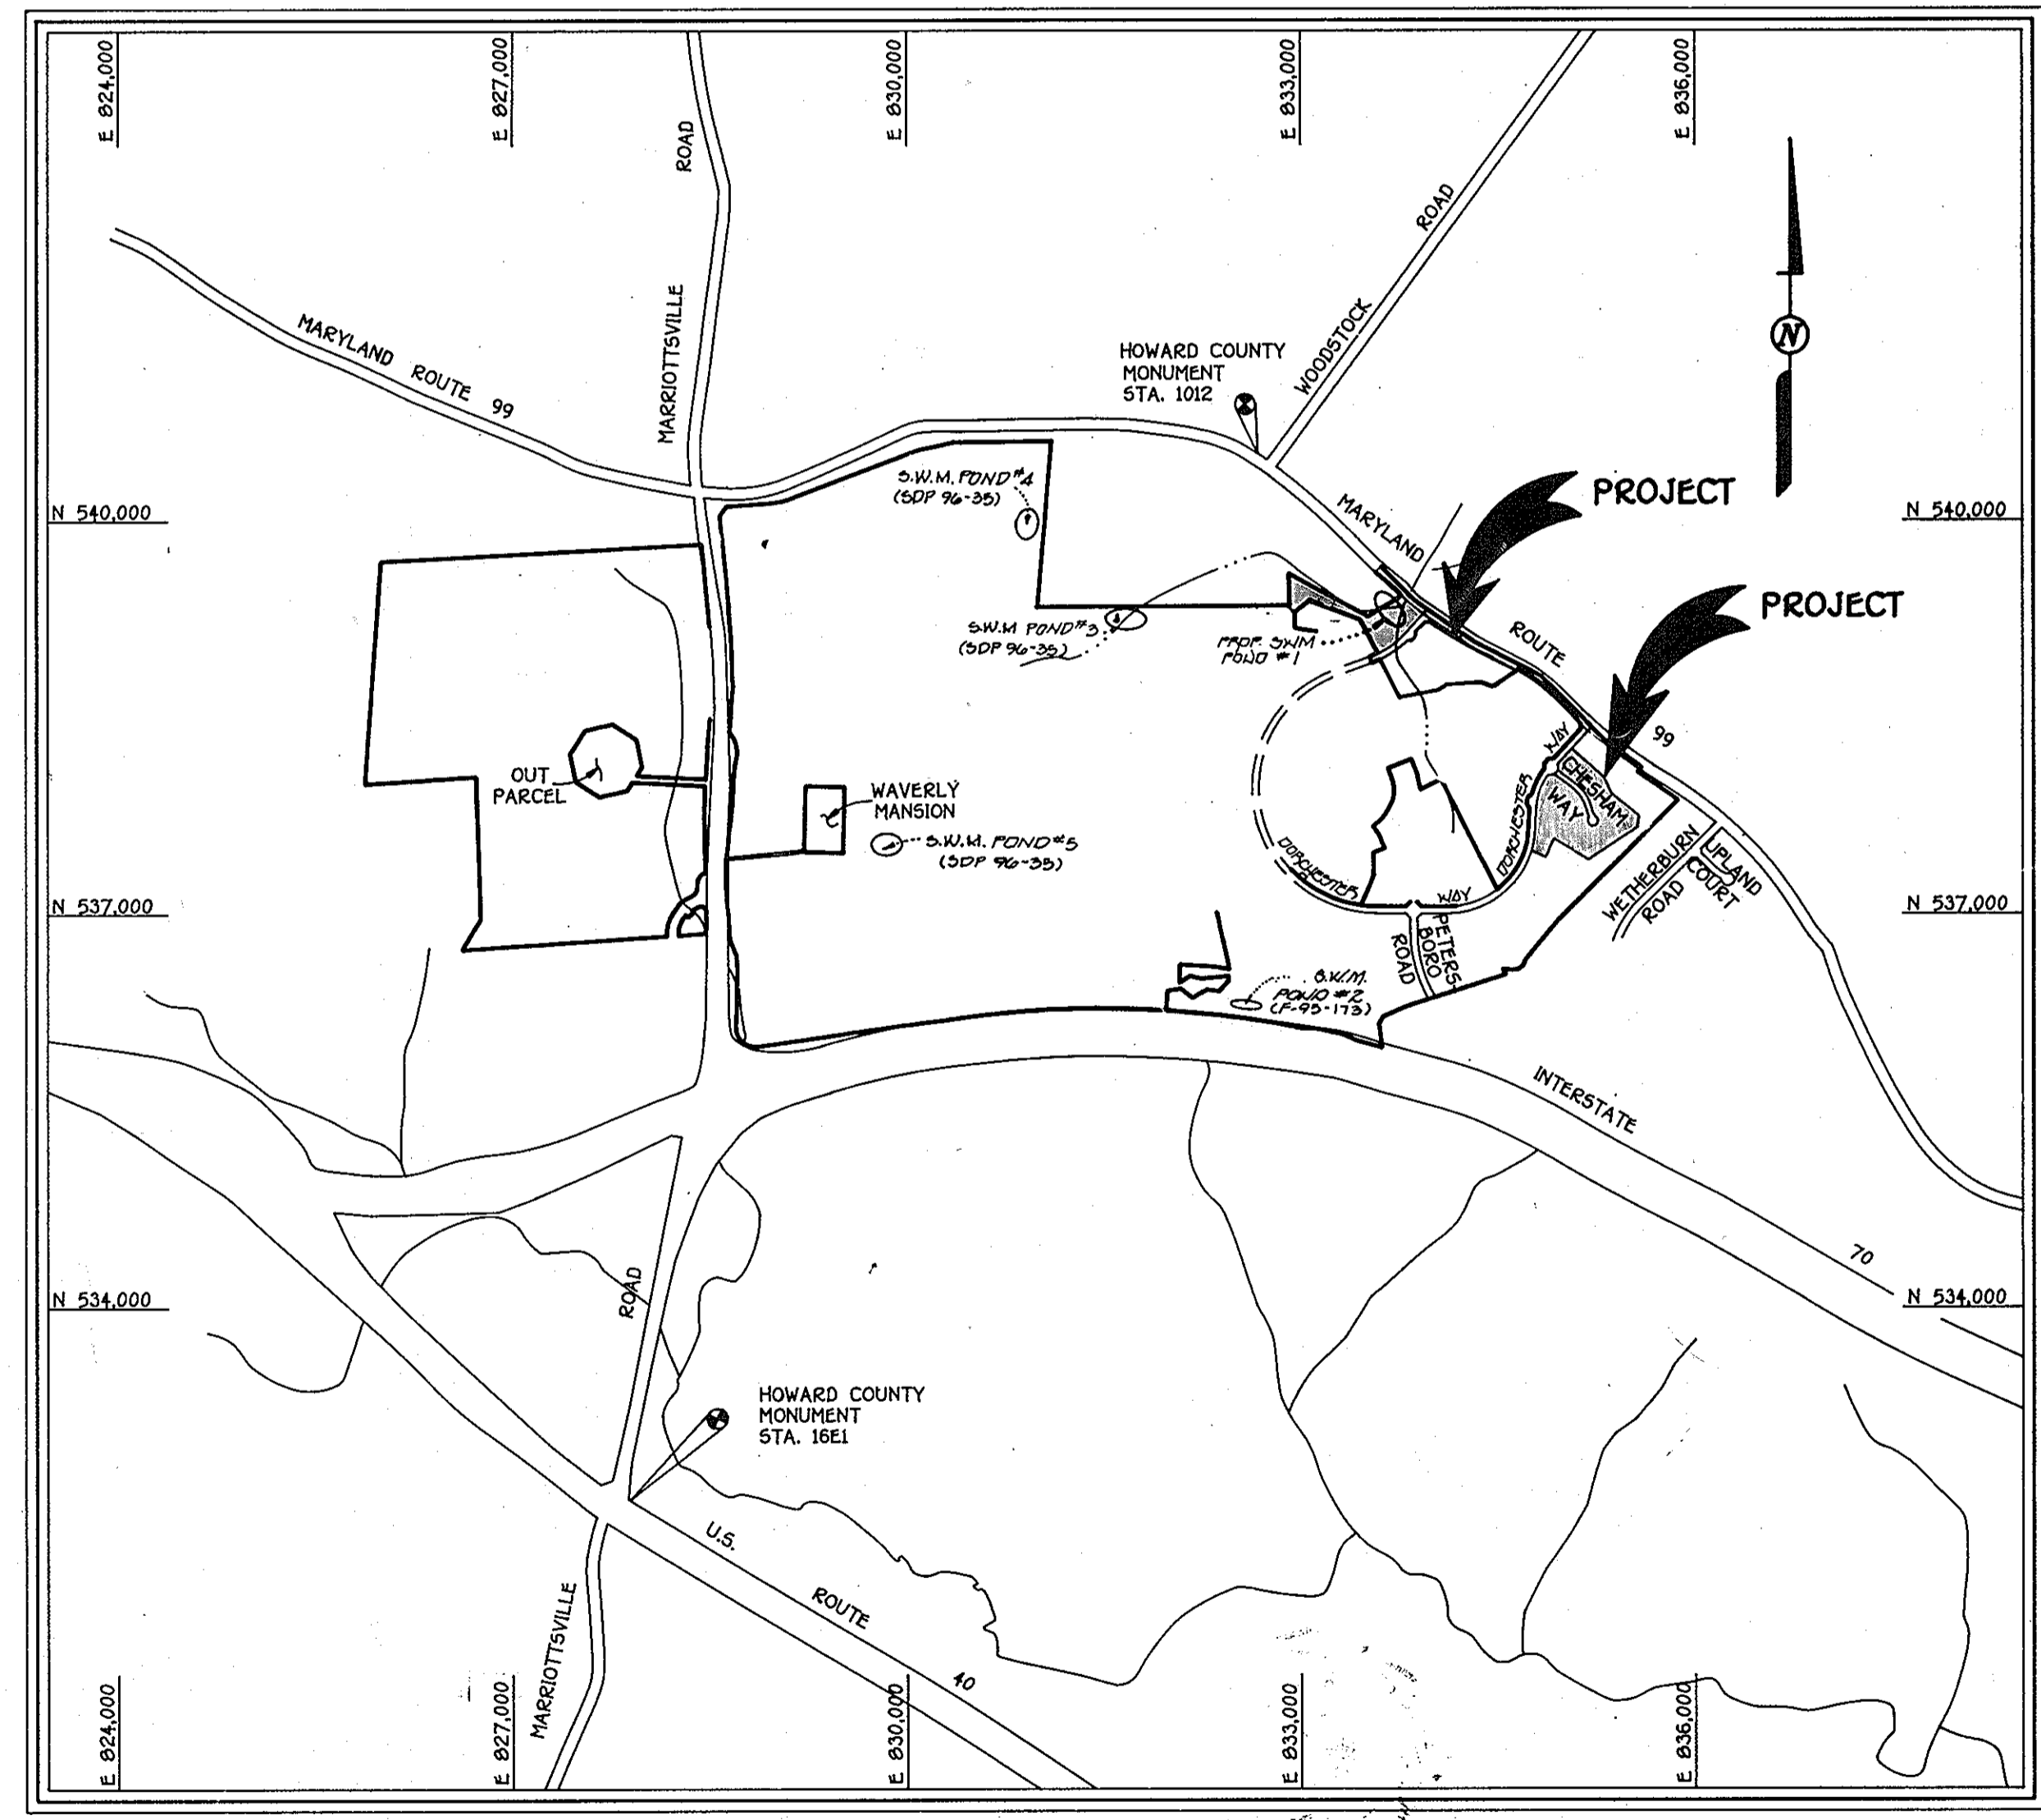 E 824,000
E 827,000
E 830,000
E 833,000
E 836,000
ROAD
ROAD
MARYLAND ROUTE 99
MARRIOTTSVILLE
WOODSTOCK
HOWARD COUNTY
MONUMENT
STA. 1012
S.W.M. POND #4
(SDP 96-35)
PROJECT
N 540,000
N 540,000
MARYLAND
PROJECT
S.W.M POND #3
(SDP 96-35)
PROP. SWM
POND #1
ROUTE
99
WAY
OUT
PARCEL
WAVERLY
MANSION
CHESHAM
WAY
DORCHESTER
S.W.M. POND #5
(SDP 96-35)
DORCHESTER
WAY
WETHERBURN
ROAD
UPLAND
COURT
N 537,000
N 537,000
PETERS-
BORO
ROAD
S.W.M.
POND #2
(F-95-173)
INTERSTATE
70
N 534,000
N 534,000
ROAD
HOWARD COUNTY
MONUMENT
STA. 16E1
U.S.
ROUTE
40
MARRIOTTSVILLE
E 824,000
E 827,000
E 830,000
E 833,000
E 836,000
N